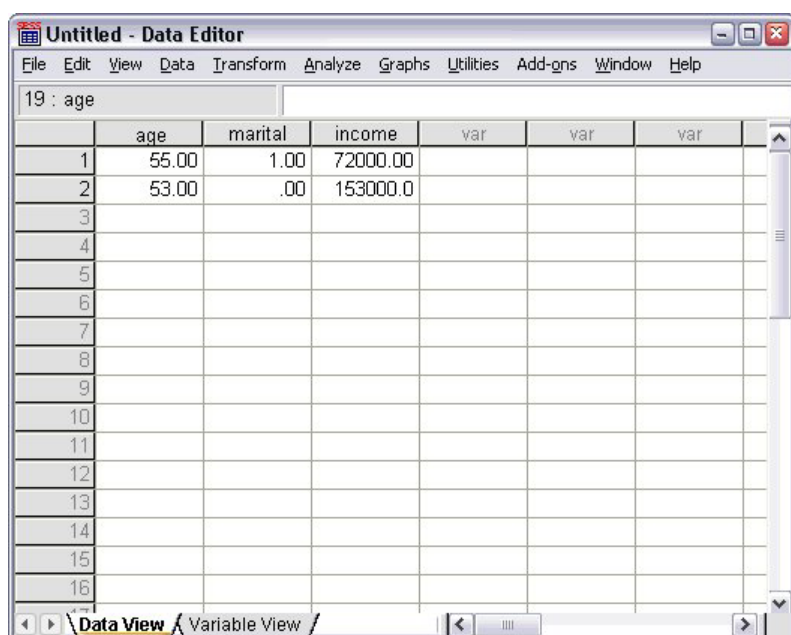 Untitled - Data Editor
File Edit View Data Transform Analyze Graphs Utilities Add-ons Window Help
19 : age
age marital income var var var
1 55.00 1.00 72000.00
2 53.00 .00 153000.0
3
4
5
6
7
8
9
10
11
12
13
14
15
16
Data View Variable View